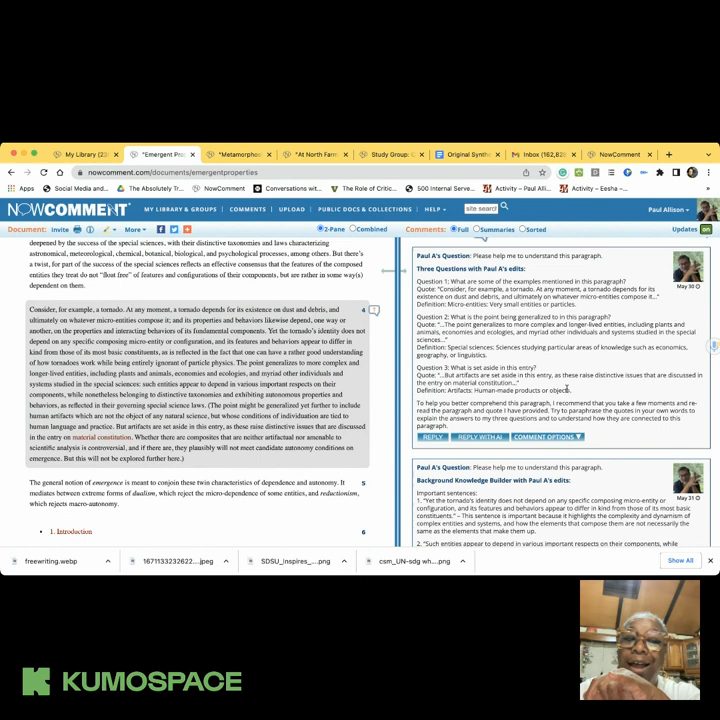 My Library (22
"Emergent Pro
"Metamorphos
"At North Farm
Study Group: C
Original Synthe
Inbox (162,828
NowComment
nowcomment.com/documents/emergentproperties
Apps
Social Media and...
The Absolutely Tr...
NowComment
Conversations wit...
The Role of Critic...
500 Internal Serve...
Activity – Paul Alli...
Activity – Eesha –...
NOWCOMMENT
MY LIBRARY & GROUPS
COMMENTS
UPLOAD
PUBLIC DOCS & COLLECTIONS
HELP
site search
Paul Allison
Document:
Invite
More
2-Pane
Combined
Comments:
Full
Summaries
Sorted
Updates
on
deepened by the success of the special sciences, with their distinctive taxonomies and laws characterizing
astronomical, meteorological, chemical, botanical, biological, and psychological processes, among others. But there's
a twist, for part of the success of the special sciences reflects an effective consensus that the features of the composed
entities they treat do not "float free" of features and configurations of their components, but are rather in some way(s)
dependent on them.
Consider, for example, a tornado. At any moment, a tornado depends for its existence on dust and debris, and
4
ultimately on whatever micro-entities compose it; and its properties and behaviors likewise depend, one way or
another, on the properties and interacting behaviors of its fundamental components. Yet the tornado's identity does not
depend on any specific composing micro-entity or configuration, and its features and behaviors appear to differ in
kind from those of its most basic constituents, as is reflected in the fact that one can have a rather good understanding
of how tornadoes work while being entirely ignorant of particle physics. The point generalizes to more complex and
longer-lived entities, including plants and animals, economies and ecologies, and myriad other individuals and
systems studied in the special sciences: such entities appear to depend in various important respects on their
components, while nonetheless belonging to distinctive taxonomies and exhibiting autonomous properties and
behaviors, as reflected in their governing special science laws. (The point might be generalized yet further to include
human artifacts which are not the object of any natural science, but whose conditions of individuation are tied to
human language and practice. But artifacts are set aside in this entry, as these raise distinctive issues that are discussed
in the entry on material constitution. Whether there are composites that are neither artifactual nor amenable to
scientific analysis is controversial, and if there are, they plausibly will not meet candidate autonomy conditions on
emergence. But this will not be explored further here.)
The general notion of emergence is meant to conjoin these twin characteristics of dependence and autonomy. It
5
mediates between extreme forms of dualism, which reject the micro-dependence of some entities, and reductionism,
which rejects macro-autonomy.
• 1. Introduction
6
Paul A's Question: Please help me to understand this paragraph.
Three Questions with Paul A's edits:
May 30
Question 1: What are some of the examples mentioned in this paragraph?
Quote: "Consider, for example, a tornado. At any moment, a tornado depends for its
existence on dust and debris, and ultimately on whatever micro-entities compose it..."
Definition: Micro-entities: Very small entities or particles.
Question 2: What is the point being generalized to in this paragraph?
Quote: "...The point generalizes to more complex and longer-lived entities, including plants and
animals, economies and ecologies, and myriad other individuals and systems studied in the special
sciences..."
Definition: Special Sciences: Sciences studying particular areas of knowledge such as economics,
geography, or linguistics.
Question 3: What is set aside in this entry?
Quote: "...But artifacts are set aside in this entry, as these raise distinctive issues that are discussed in
the entry on material constitution..."
Definition: Artifacts: Human-made products or objects.
To help you better comprehend this paragraph, I recommend that you take a few moments and re-
read the paragraph and quote I have provided. Try to paraphrase the quotes in your own words to
explain the answers to my three questions and to understand how they are connected to this
paragraph.
REPLY
REPLY WITH AI
COMMENT OPTIONS
Paul A's Question: Please help me to understand this paragraph.
Background Knowledge Builder with Paul A's edits:
May 31
Important sentences:
1. "Yet the tornado's identity does not depend on any specific composing micro-entity or
configuration, and its features and behaviors appear to differ in kind from those of its most basic
constituents." – This sentence is important because it highlights the complexity and dynamism of
complex entities and systems, and how the elements that compose them are not necessarily the
same as the elements that make them up.
2. "Such entities appear to depend in various important respects on their components, while
freewriting.webp
1671133232622....jpeg
SDSU_inspires_....png
csm_UN-sdg wh....png
Show All
KUMOSPACE